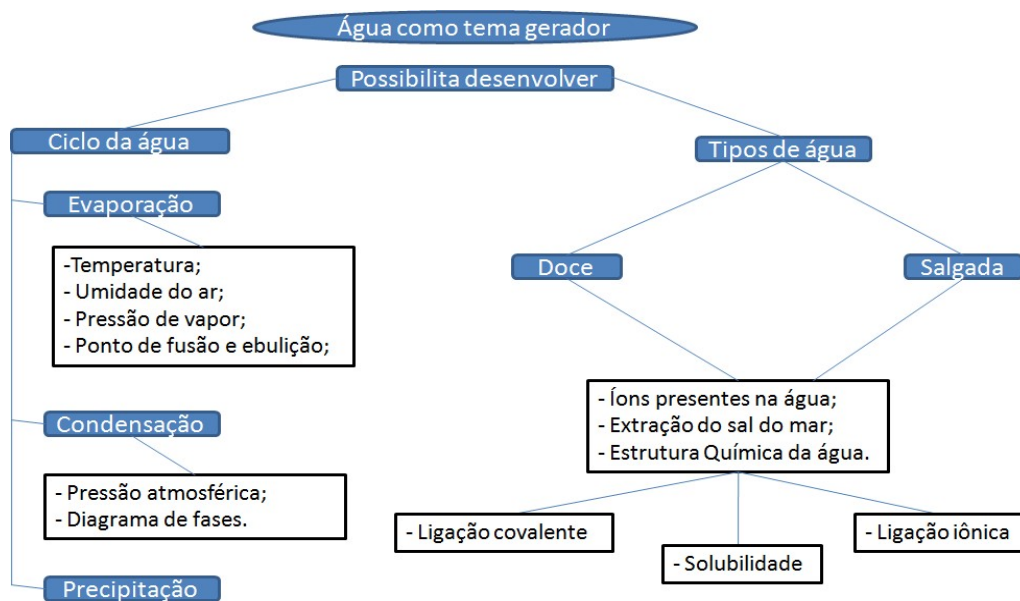 Água como tema gerador
Possibilita desenvolver
Ciclo da água
Evaporação
-Temperatura;
- Umidade do ar;
- Pressão de vapor;
- Ponto de fusão e ebulição;
Condensação
- Pressão atmosférica;
- Diagrama de fases.
Precipitação
Tipos de água
Doce
Salgada
- Íons presentes na água;
- Extração do sal do mar;
- Estrutura Química da água.
- Ligação covalente
- Solubilidade
- Ligação iônica